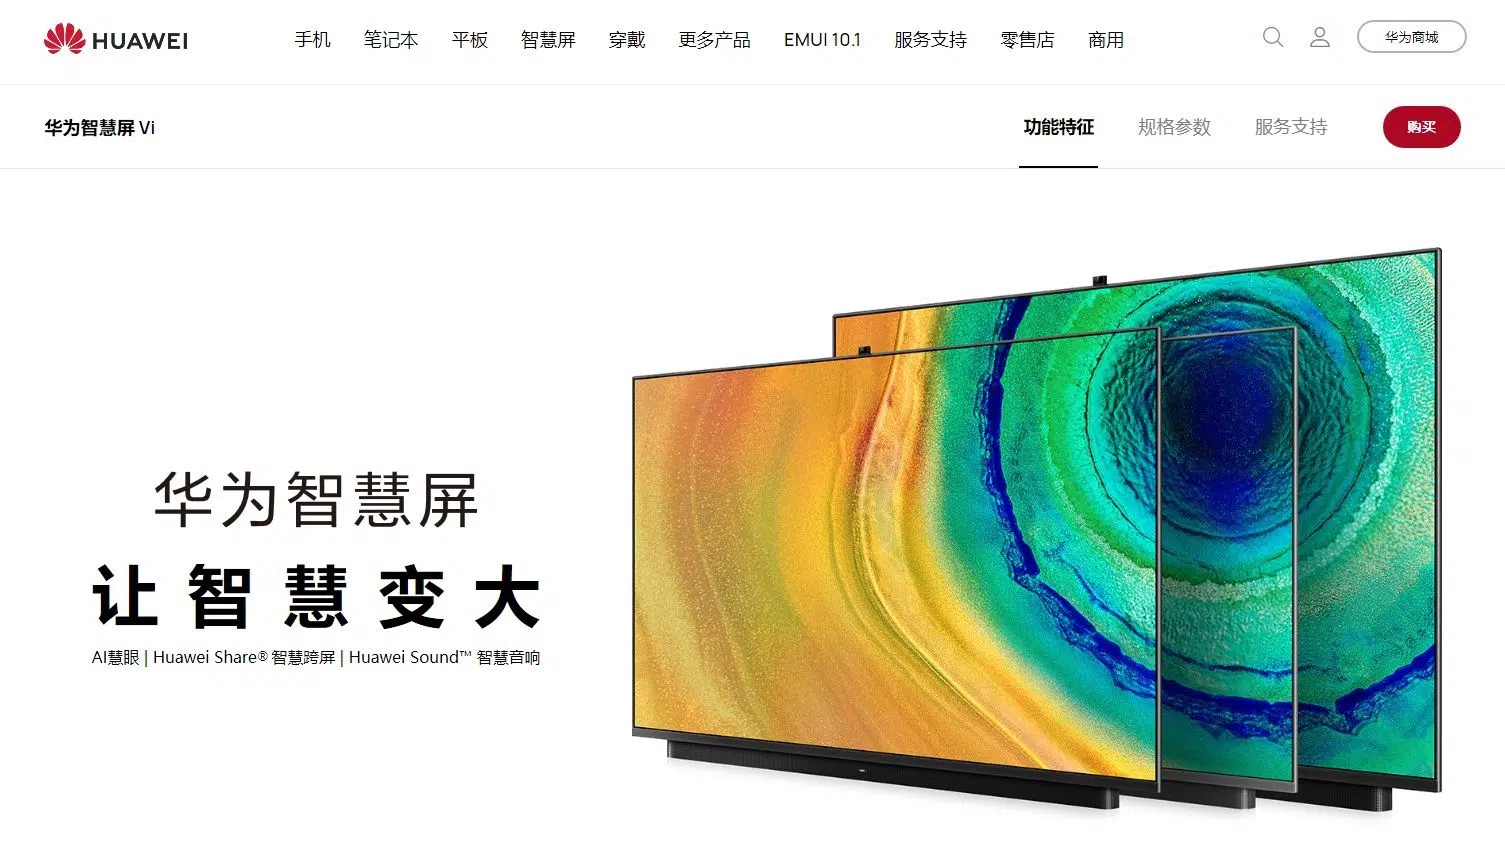 HUAWEI 手机 笔记本 平板 智慧屏 穿戴 更多产品 EMUI 10.1 服务支持 零售店 商用 华为商城
华为智慧屏 Vi 功能特征 规格参数 服务支持 购买
华为智慧屏
让智慧变大
AI慧眼 | Huawei Share® 智慧跨屏 | Huawei Sound™ 智慧音响